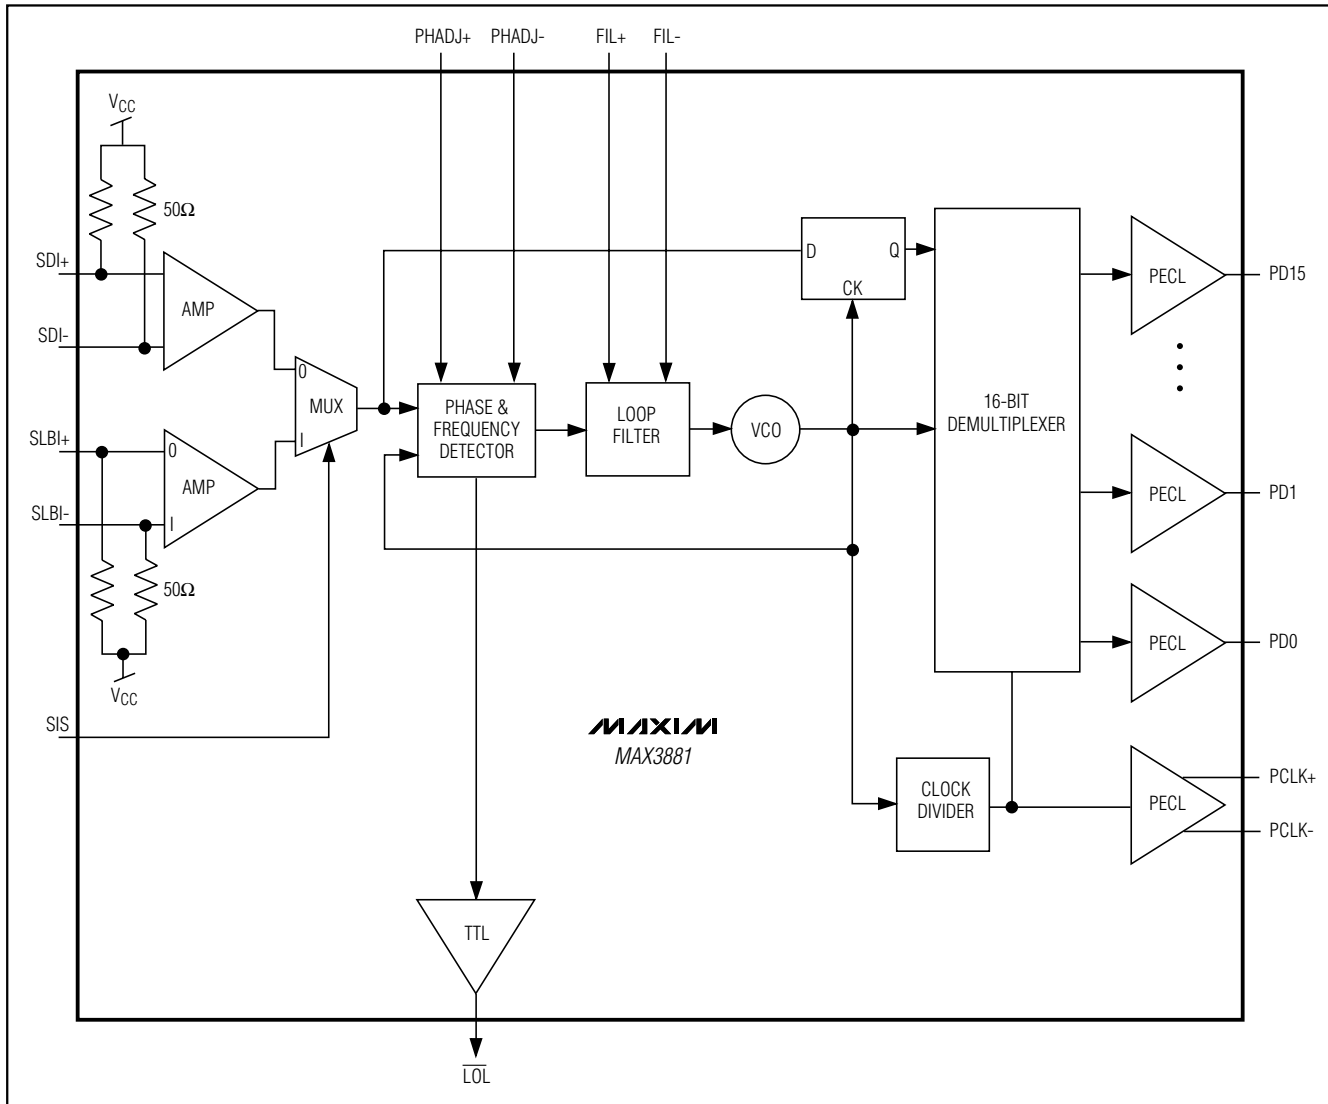 PHADJ+ PHADJ- FIL+ FIL-
VCC
50Ω
SDI+
AMP
SDI-
0
MUX
I
SLBI+
0
AMP
SLBI-
I
50Ω
VCC
SIS
PHASE &
FREQUENCY
DETECTOR
LOOP
FILTER
VCO
D Q
CK
16-BIT
DEMULTIPLEXER
PECL PD15
PECL PD1
PECL PD0
MAXIM
MAX3881
CLOCK
DIVIDER
PECL
PCLK+
PCLK-
TTL
LOL